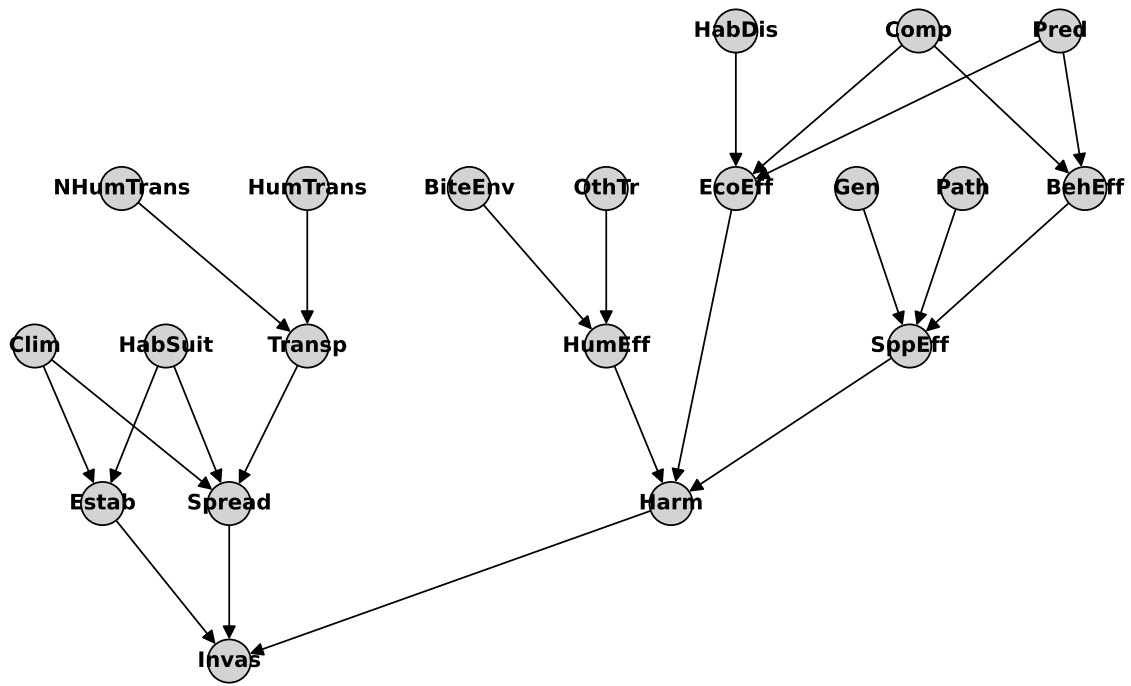 HabDis
Comp
Pred
NHumTrans
HumTrans
BiteEnv
OthTr
EcoEff
Gen
Path
BehEff
Clim
HabSuit
Transp
HumEff
SppEff
Estab
Spread
Harm
Invas